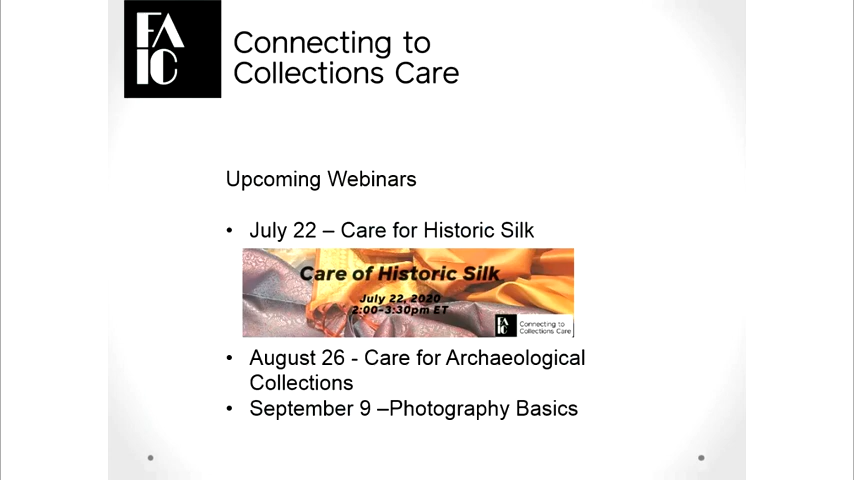 FA
IC
Connecting to
Collections Care
Upcoming Webinars
• July 22 – Care for Historic Silk
Care of Historic Silk
July 22, 2020
2:00-3:30pm ET
FA
IC
Connecting to
Collections Care
• August 26 - Care for Archaeological
Collections
• September 9 –Photography Basics